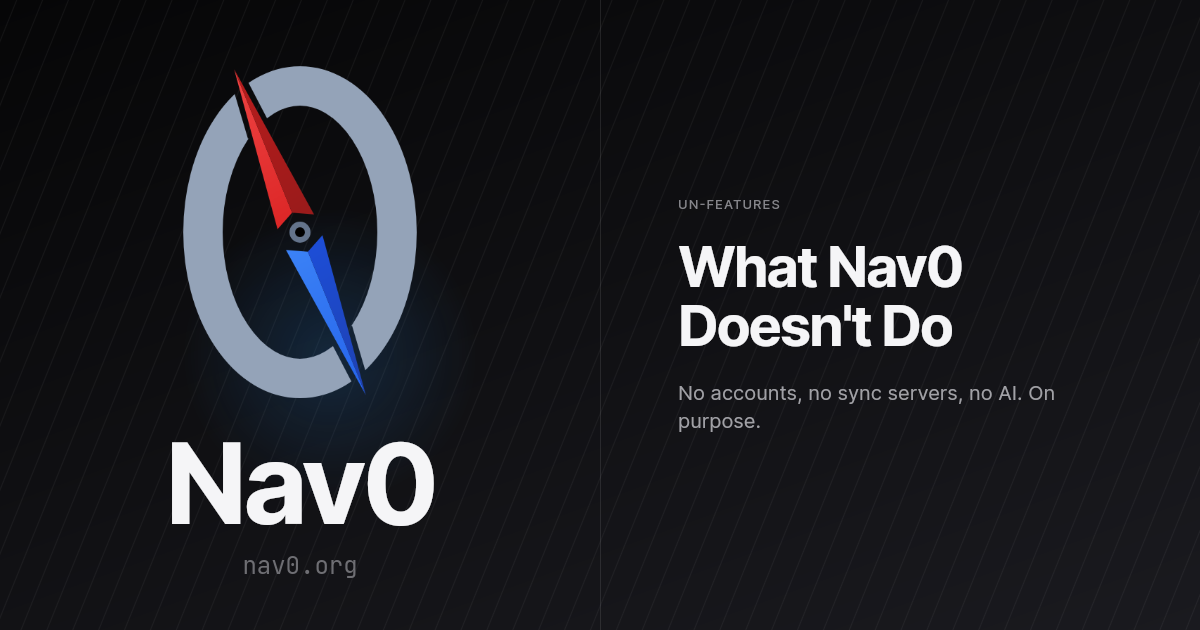 Nav0
nav0.org
UN-FEATURES
What Nav0
Doesn't Do
No accounts, no sync servers, no AI. On
purpose.